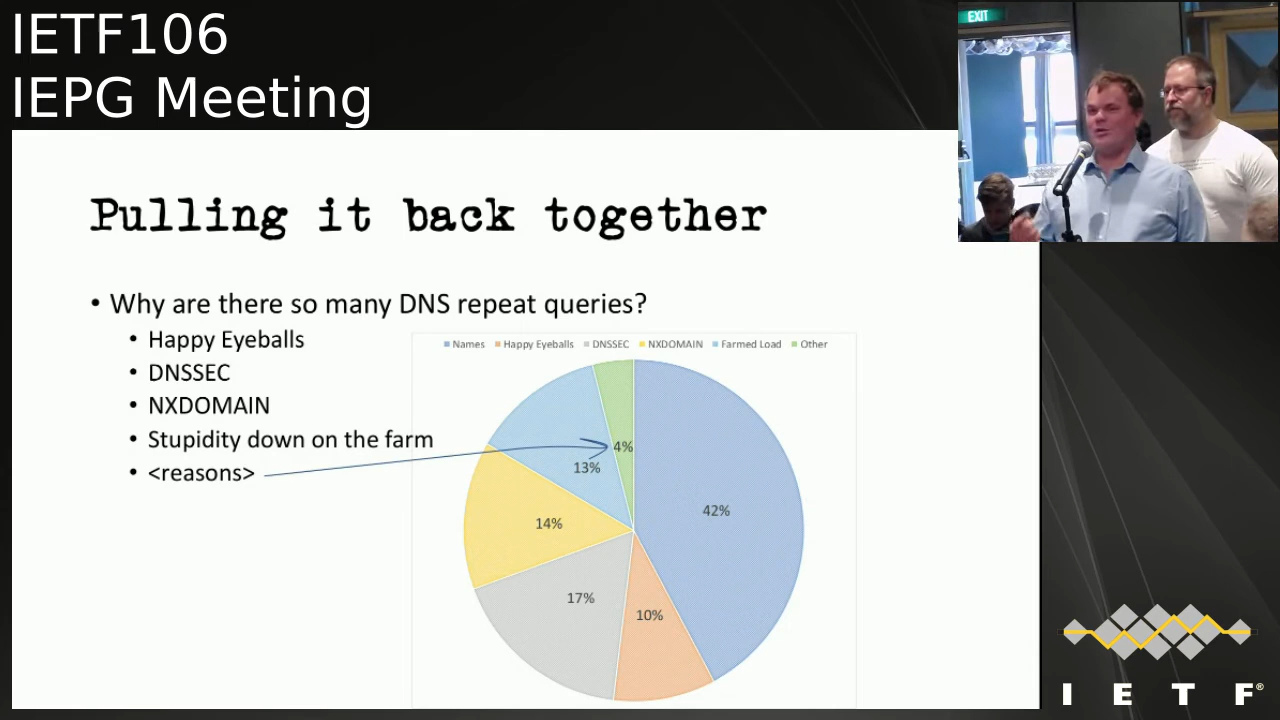 IETF106
IEPG Meeting
EXIT
Pulling it back together
• Why are there so many DNS repeat queries?
• Happy Eyeballs
• DNSSEC
• NXDOMAIN
• Stupidity down on the farm
• <reasons>
Names Happy Eyeballs DNSSEC NXDOMAIN Farmed Load Other
4%
13%
42%
14%
17%
10%
I E T F®